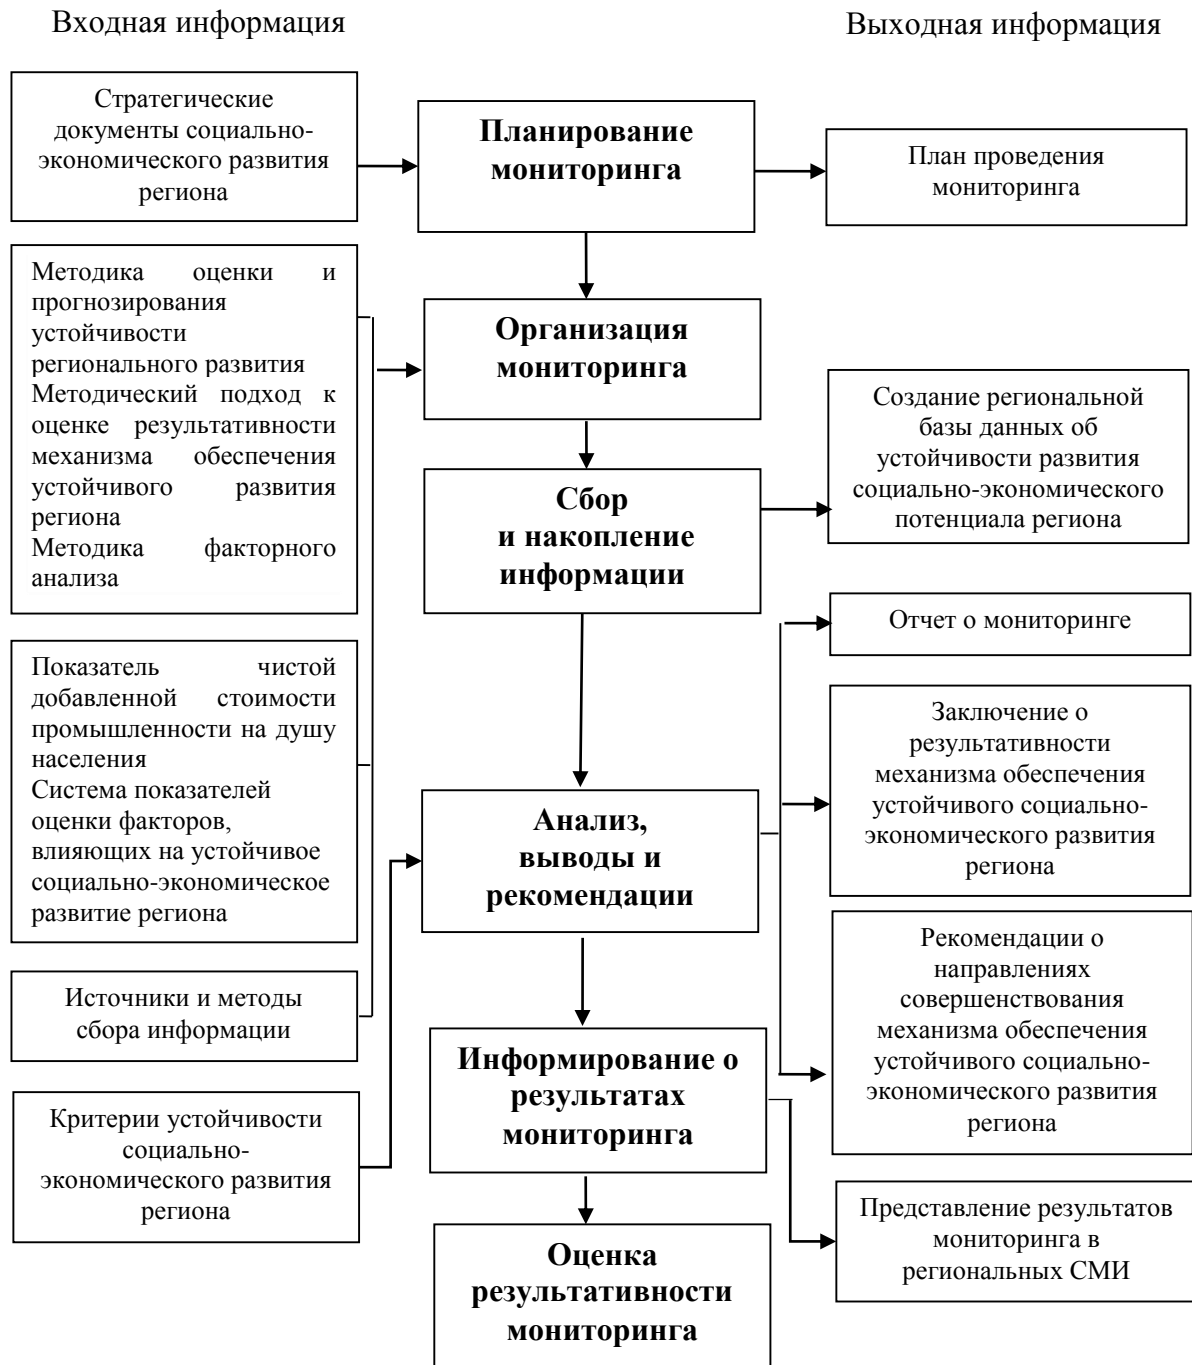 Входная информация
Выходная информация
Стратегические
документы социально-
экономического развития
региона
Планирование
мониторинга
План проведения
мониторинга
Методика оценки и
прогнозирования
устойчивости
регионального развития
Методический подход к
оценке результативности
механизма обеспечения
устойчивого развития
региона
Методика факторного
анализа
Организация
мониторинга
Создание региональной
базы данных об
устойчивости развития
социально-экономического
потенциала региона
Сбор
и накопление
информации
Отчет о мониторинге
Показатель чистой
добавленной стоимости
промышленности на душу
населения
Система показателей
оценки факторов,
влияющих на устойчивое
социально-экономическое
развитие региона
Заключение о
результативности
механизма обеспечения
устойчивого социально-
экономического развития
региона
Анализ,
выводы и
рекомендации
Рекомендации о
направлениях
совершенствования
механизма обеспечения
устойчивого социально-
экономического развития
региона
Источники и методы
сбора информации
Информирование о
результатах
мониторинга
Критерии устойчивости
социально-
экономического развития
региона
Представление результатов
мониторинга в
региональных СМИ
Оценка
результативности
мониторинга